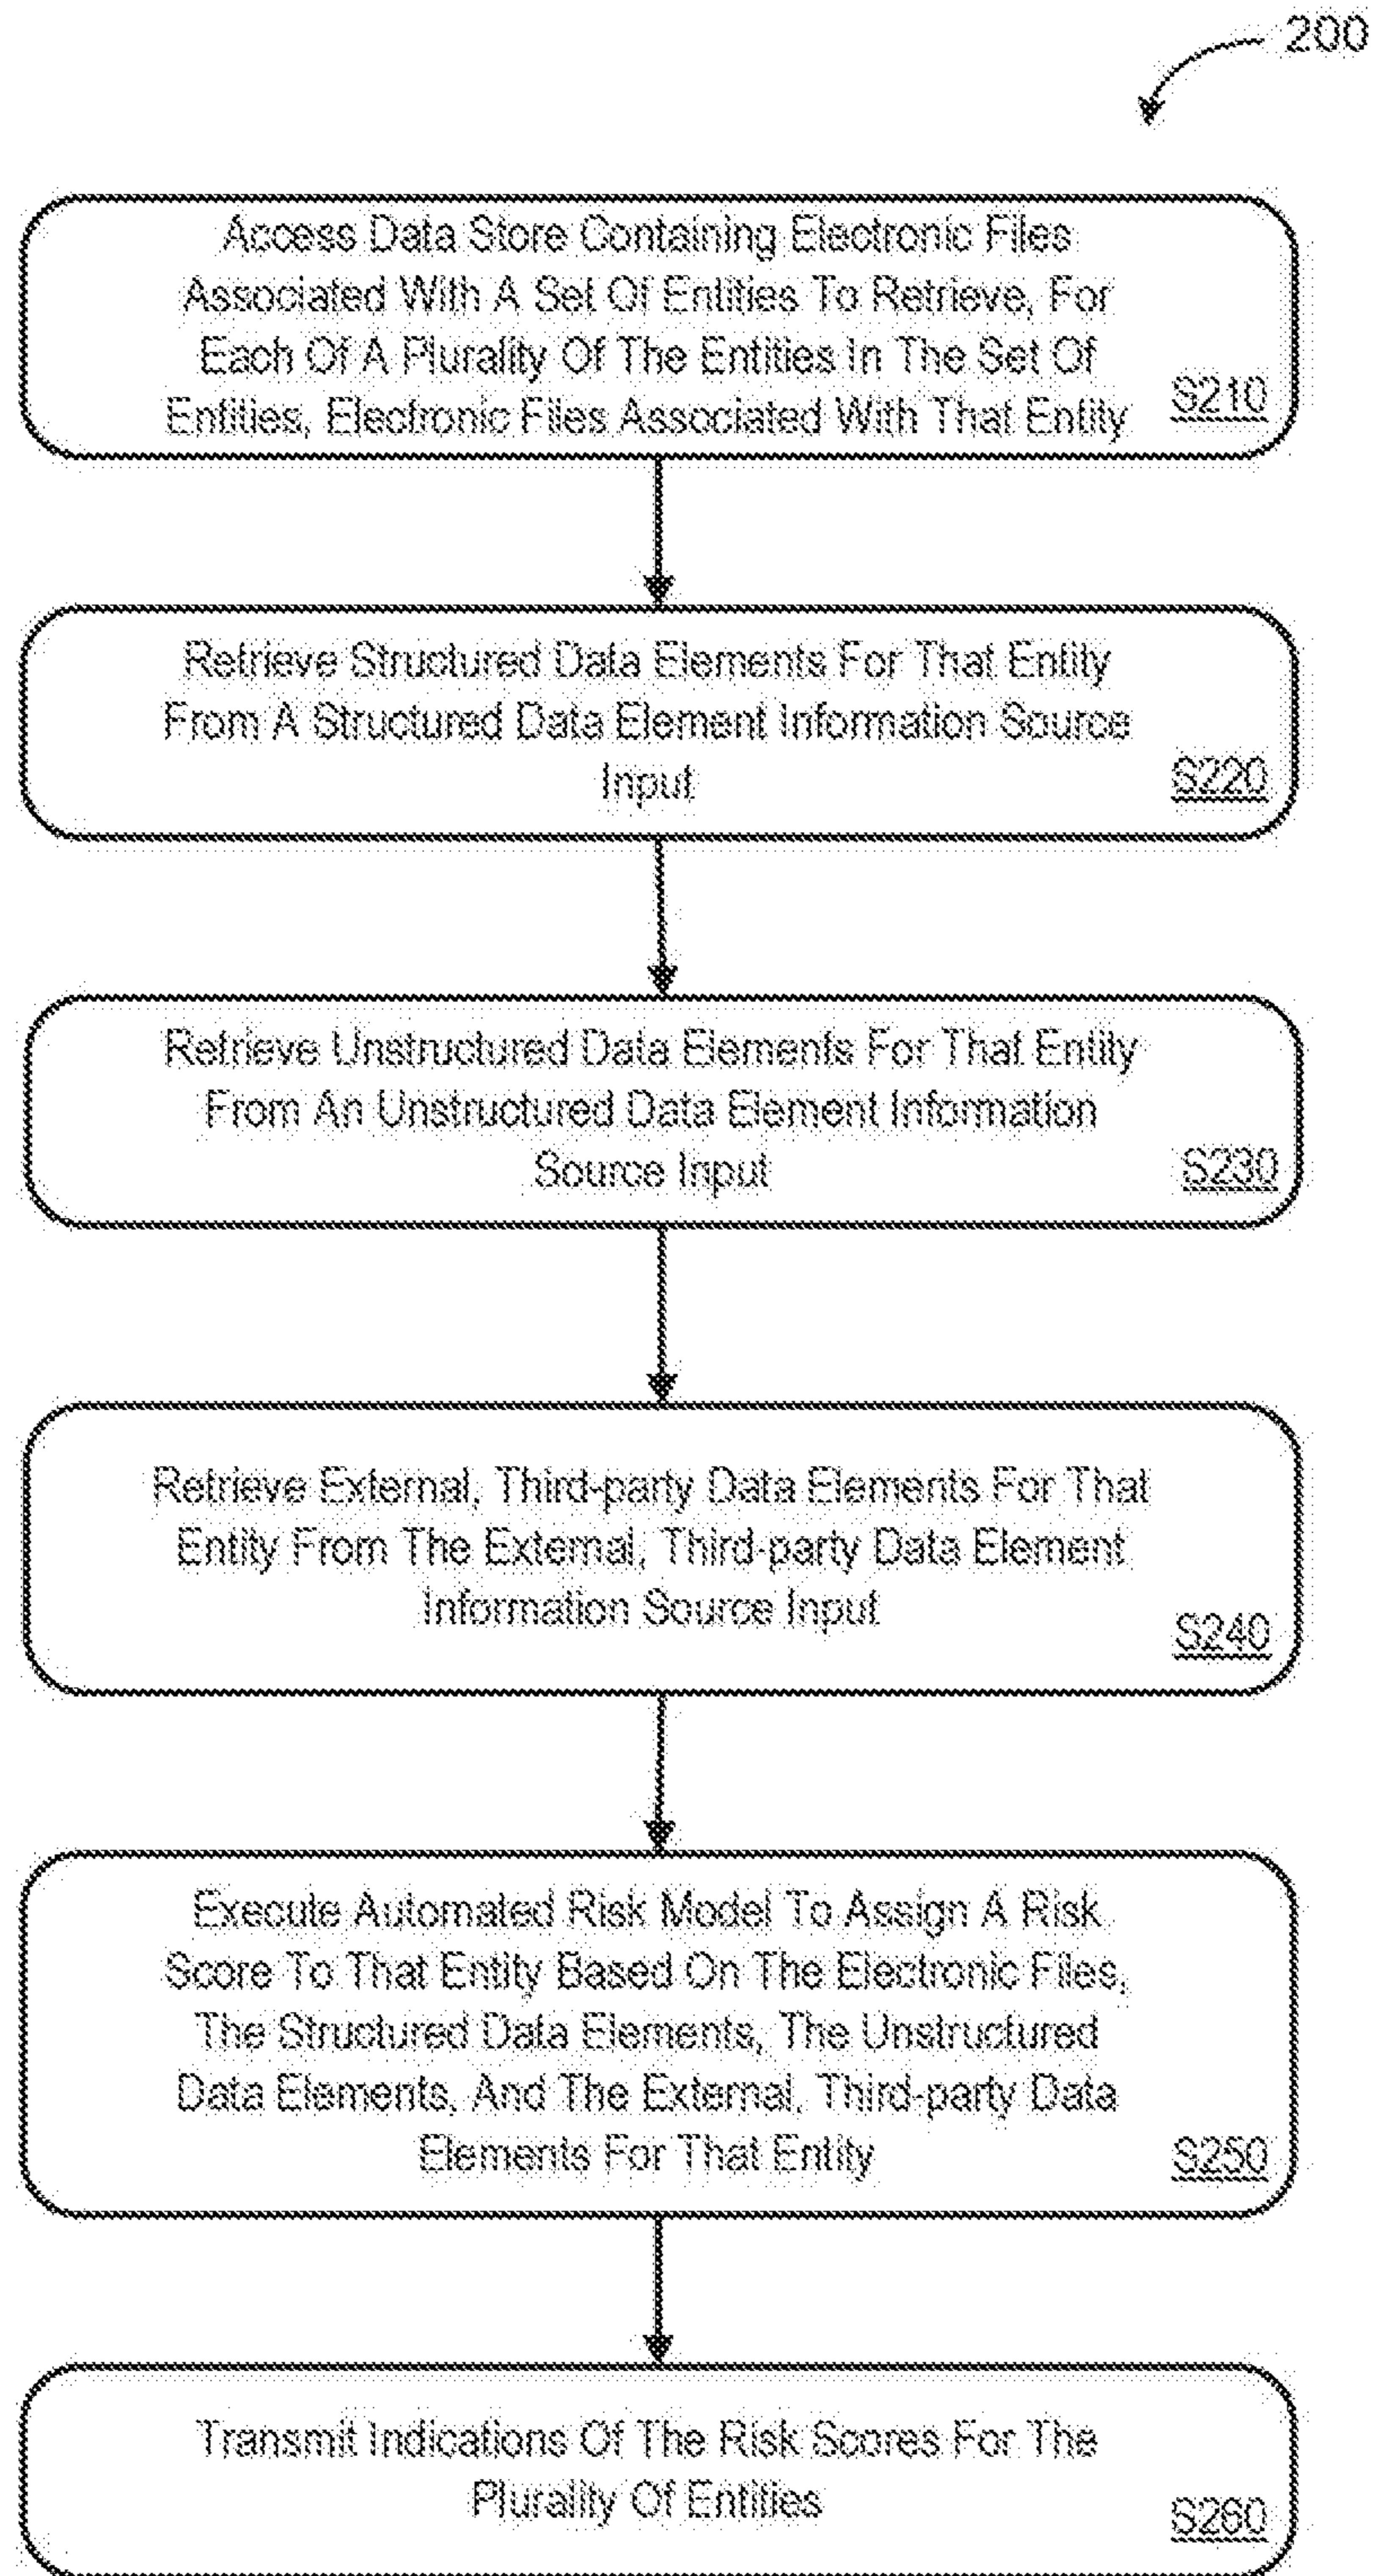 200
Access Data Store Containing Electronic Files
Associated With A Set Of Entities To Retrieve, For
Each Of A Plurality Of The Entities In The Set Of
Entities, Electronic Files Associated With That Entity
S210
Retrieve Structured Data Elements For That Entity
From A Structured Data Element Information Source
Input
S220
Retrieve Unstructured Data Elements For That Entity
From An Unstructured Data Element Information
Source Input
S230
Retrieve External, Third-party Data Elements For That
Entity From The External, Third-party Data Element
Information Source Input
S240
Execute Automated Risk Model To Assign A Risk
Score To That Entity Based On The Electronic Files,
The Structured Data Elements, The Unstructured
Data Elements, And The External, Third-party Data
Elements For That Entity
S250
Transmit Indications Of The Risk Scores For The
Plurality Of Entities
S260